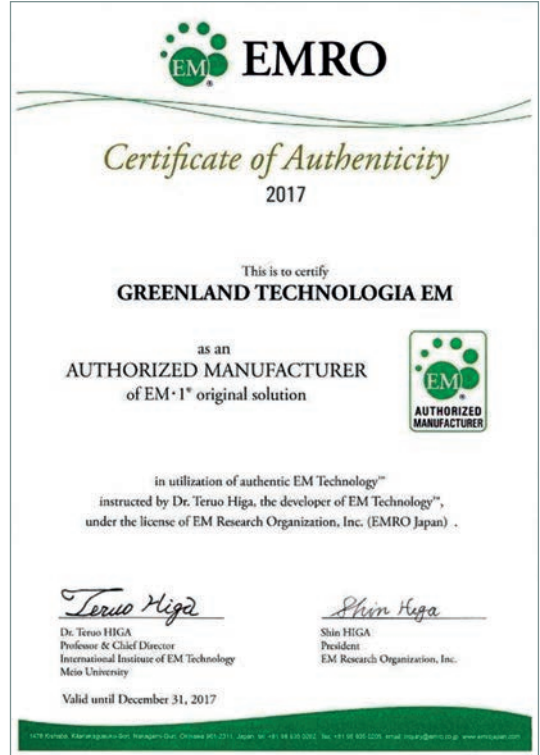 EM®
EMRO
Certificate of Authenticity
2017
This is to certify
GREENLAND TECHNOLOGIA EM
as an
AUTHORIZED MANUFACTURER
of EM•1® original solution
EM®
AUTHORIZED
MANUFACTURER
in utilization of authentic EM Technology™
instructed by Dr. Teruo Higa, the developer of EM Technology™,
under the license of EM Research Organization, Inc. (EMRO Japan) .
Teruo Higa
Dr. Teruo HIGA
Professor & Chief Director
International Institute of EM Technology
Meio University
Shin Higa
Shin HIGA
President
EM Research Organization, Inc.
Valid until December 31, 2017